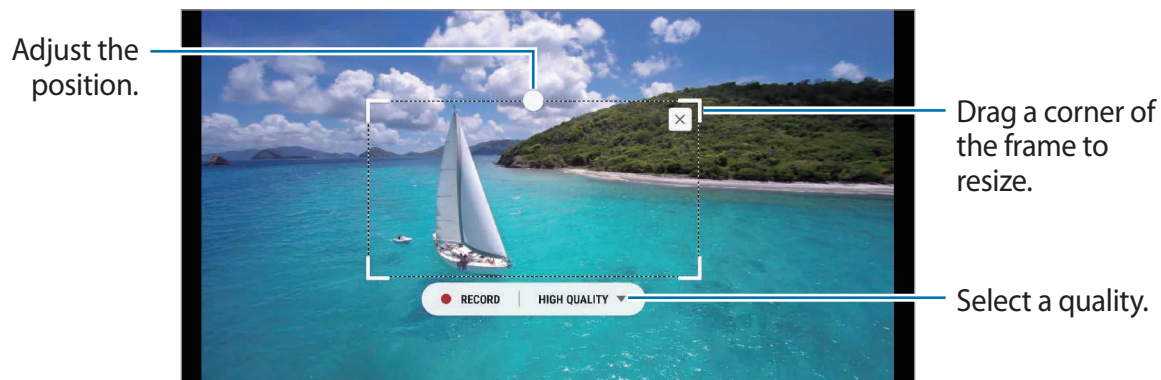 Adjust the
position.
Drag a corner of
the frame to
resize.
RECORD
HIGH QUALITY
Select a quality.